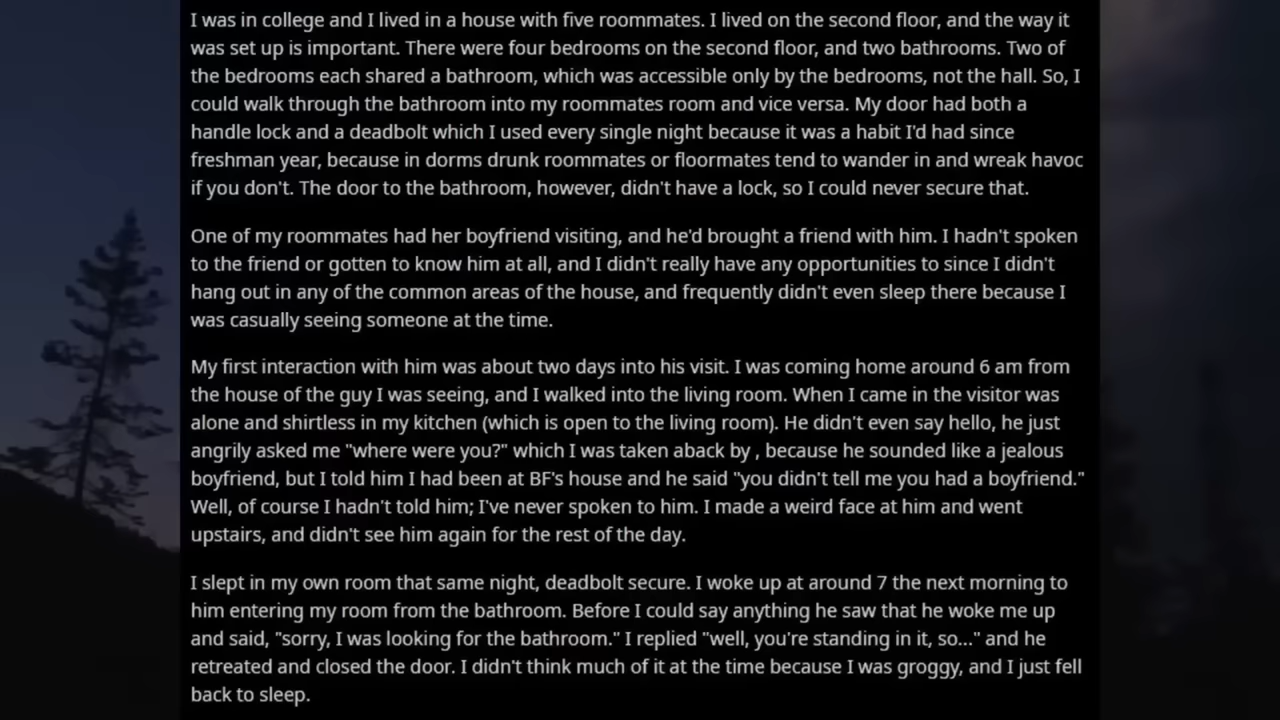 I was in college and I lived in a house with five roommates. I lived on the second floor, and the way it
was set up is important. There were four bedrooms on the second floor, and two bathrooms. Two of
the bedrooms each shared a bathroom, which was accessible only by the bedrooms, not the hall. So, I
could walk through the bathroom into my roommates room and vice versa. My door had both a
handle lock and a deadbolt which I used every single night because it was a habit I'd had since
freshman year, because in dorms drunk roommates or floormates tend to wander in and wreak havoc
if you don't. The door to the bathroom, however, didn't have a lock, so I could never secure that.
One of my roommates had her boyfriend visiting, and he'd brought a friend with him. I hadn't spoken
to the friend or gotten to know him at all, and I didn't really have any opportunities to since I didn't
hang out in any of the common areas of the house, and frequently didn't even sleep there because I
was casually seeing someone at the time.
My first interaction with him was about two days into his visit. I was coming home around 6 am from
the house of the guy I was seeing, and I walked into the living room. When I came in the visitor was
alone and shirtless in my kitchen (which is open to the living room). He didn't even say hello, he just
angrily asked me "where were you?" which I was taken aback by , because he sounded like a jealous
boyfriend, but I told him I had been at BF's house and he said "you didn't tell me you had a boyfriend."
Well, of course I hadn't told him; I've never spoken to him. I made a weird face at him and went
upstairs, and didn't see him again for the rest of the day.
I slept in my own room that same night, deadbolt secure. I woke up at around 7 the next morning to
him entering my room from the bathroom. Before I could say anything he saw that he woke me up
and said, "sorry, I was looking for the bathroom." I replied "well, you're standing in it, so..." and he
retreated and closed the door. I didn't think much of it at the time because I was groggy, and I just fell
back to sleep.